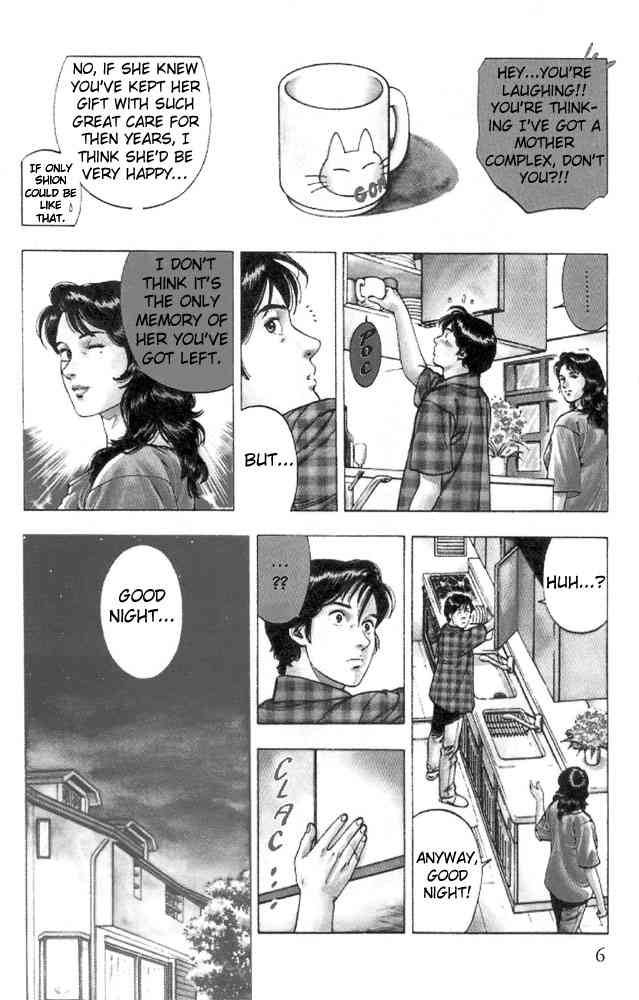 HEY...YOU'RE
LAUGHING!!
YOU'RE THINK-
ING I'VE GOT A
MOTHER
COMPLEX, DON'T
YOU?!!
NO, IF SHE KNEW
YOU'VE KEPT HER
GIFT WITH SUCH
GREAT CARE FOR
THEN YEARS, I
THINK SHE'D BE
VERY HAPPY...
IF ONLY
SHION
COULD BE
LIKE
THAT.
.......
POC
BUT...
I DON'T
THINK IT'S
THE ONLY
MEMORY OF
HER YOU'VE
GOT LEFT.
HUH...?
ANYWAY,
GOOD
NIGHT!
...
??
CLAC...
GOOD
NIGHT...
6